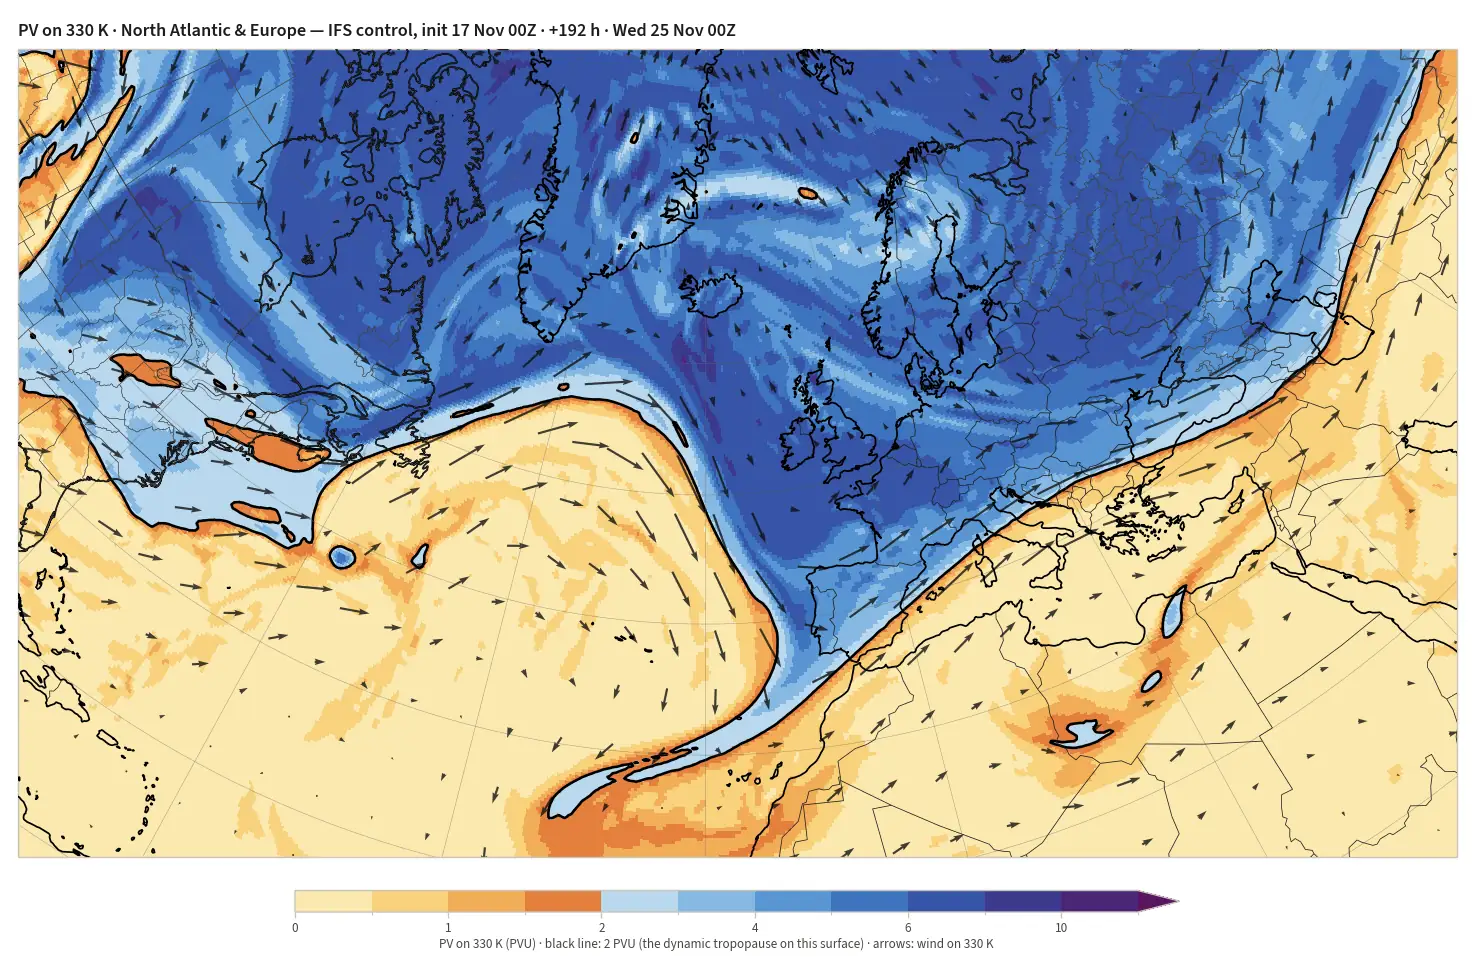 PV on 330 K · North Atlantic & Europe — IFS control, init 17 Nov 00Z · +192 h · Wed 25 Nov 00Z
0 1 2 4 6 10
PV on 330 K (PVU) · black line: 2 PVU (the dynamic tropopause on this surface) · arrows: wind on 330 K